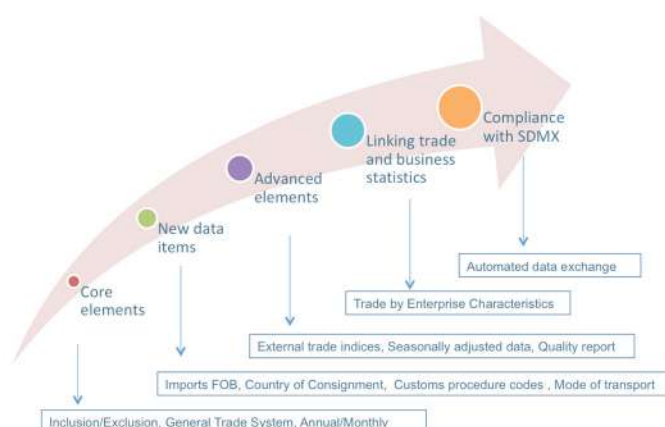 Compliance
with SDMX
Linking trade
and business
statistics
Advanced
elements
New data
items
Core
elements
Automated data exchange
Trade by Enterprise Characteristics
External trade indices, Seasonally adjusted data, Quality report
Imports FOB, Country of Consignment, Customs procedure codes , Mode of transport
Inclusion/Exclusion, General Trade System, Annual/Monthly